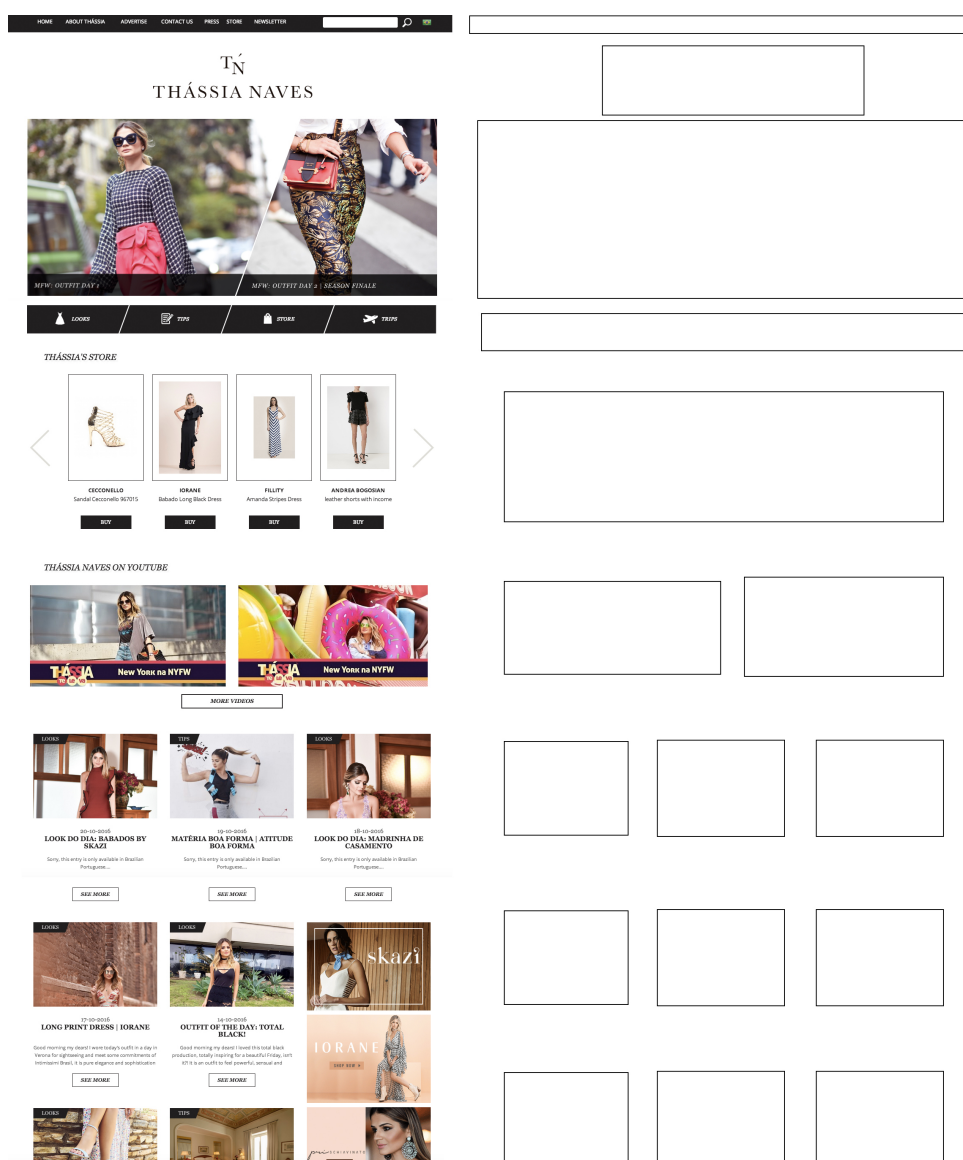 HOME ABOUT THÁSSIA ADVERTISE CONTACT US PRESS STORE NEWSLETTER
TŃ
THÁSSIA NAVES
MFW: OUTFIT DAY 1
MFW: OUTFIT DAY 2 | SEASON FINALE
LOOKS TIPS STORE TRIPS
THÁSSIA'S STORE
CECCONELLO
Sandal Cecconello 967015
BUY
IORANE
Babado Long Black Dress
BUY
FILLITY
Amanda Stripes Dress
BUY
ANDREA BOGOSIAN
leather shorts with income
BUY
THÁSSIA NAVES ON YOUTUBE
THÁSSIA
New York na NYFW
THÁSSIA
New York na NYFW
MORE VIDEOS
LOOKS
20-10-2016
LOOK DO DIA: BABADOS BY
SKAZI
Sorry, this entry is only available in Brazilian
Portuguese....
SEE MORE
TIPS
19-10-2016
MATÉRIA BOA FORMA | ATITUDE
BOA FORMA
Sorry, this entry is only available in Brazilian
Portuguese....
SEE MORE
LOOKS
18-10-2016
LOOK DO DIA: MADRINHA DE
CASAMENTO
Sorry, this entry is only available in Brazilian
Portuguese....
SEE MORE
LOOKS
17-10-2016
LONG PRINT DRESS | IORANE
Good morning my dears! I wore today's outfit in a day in
Verona for sightseeing and meet some commitments of
Intimissimi Brasil, it is pure elegance and sophistication
SEE MORE
LOOKS
14-10-2016
OUTFIT OF THE DAY: TOTAL
BLACK!
Good morning my dears! I loved this total black
production, totally inspiring for a beautiful Friday, isn't
it?! It is an outfit to feel powerful, sensual and
SEE MORE
skazi
IORANE
SHOP NOW
LOOKS
TIPS